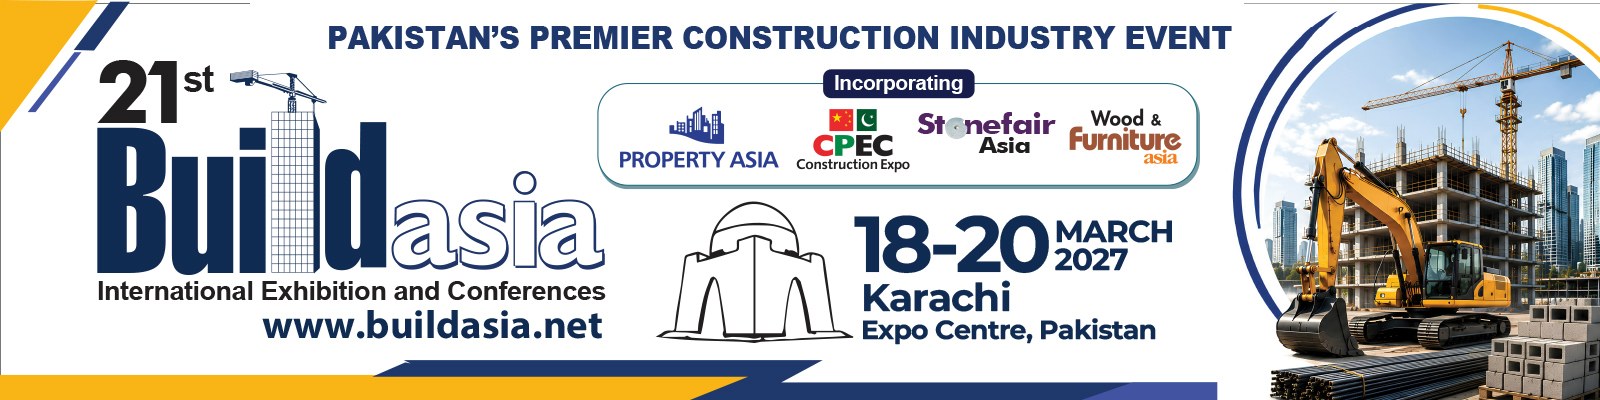 PAKISTAN'S PREMIER CONSTRUCTION INDUSTRY EVENT
21st
Buildasia
International Exhibition and Conferences
www.buildasia.net
Incorporating
PROPERTY ASIA
CPEC
Construction Expo
Stonefair
Asia
Wood &
Furniture
asia
18-20 MARCH
2027
Karachi
Expo Centre, Pakistan